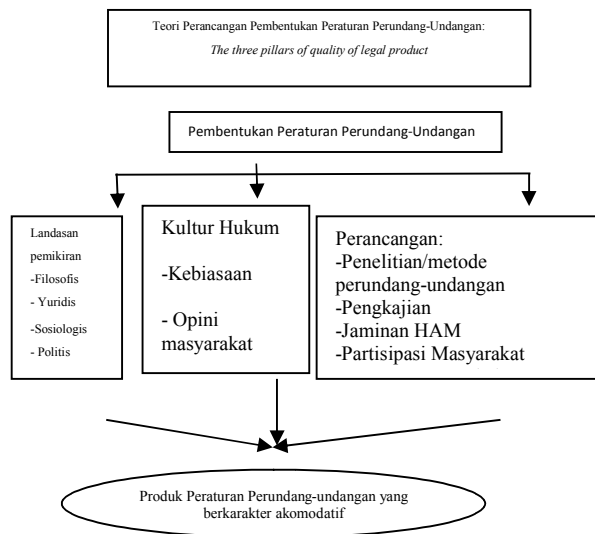 Teori Perancangan Pembentukan Peraturan Perundang-Undangan:
The three pillars of quality of legal product
Pembentukan Peraturan Perundang-Undangan
Landasan
pemikiran
-Filosofis
- Yuridis
-Sosiologis
- Politis
Kultur Hukum
-Kebiasaan
- Opini
masyarakat
Perancangan:
-Penelitian/metode
perundang-undangan
-Pengkajian
-Jaminan HAM
-Partisipasi Masyarakat
Produk Peraturan Perundang-undangan yang
berkarakter akomodatif